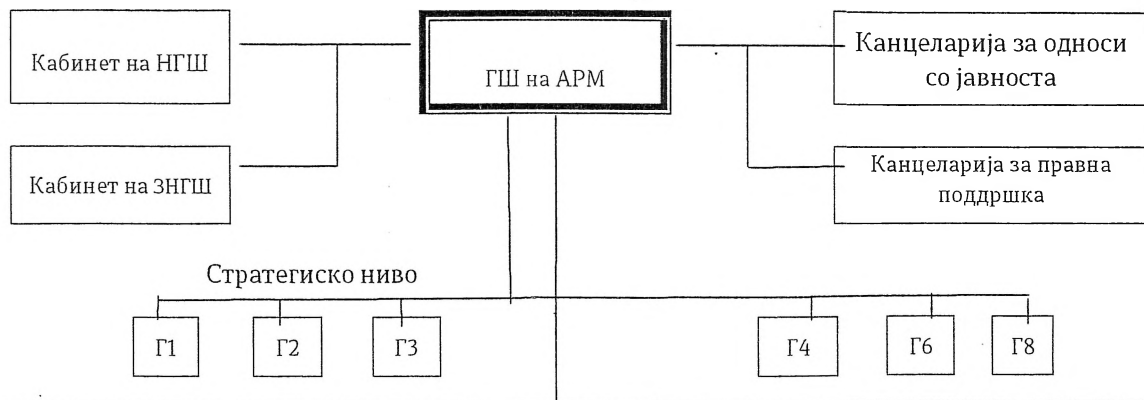 Кабинет на НГШ
ГШ на АРМ
Канцеларија за односи
со јавноста
Кабинет на ЗНГШ
Канцеларија за правна
поддршка
Стратегиско ниво
Г1
Г2
Г3
Г4
Г6
Г8